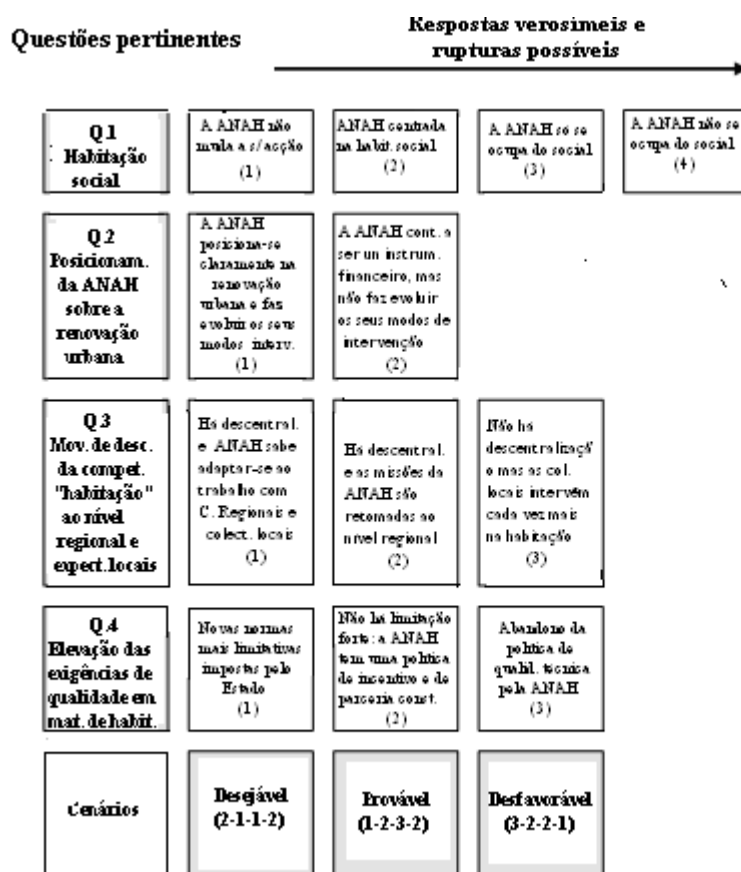 Questões pertinentes
Respostas verosimeis e
rupturas possíveis
Q.1
Habitação
social
A ANAH não
muda a s/acção
(1)
ANAH centrada
na habit. social
(2)
A ANAH só se
ocupa do social
(3)
A ANAH não se
ocupa do social
(4)
Q.2
Posicionam.
da ANAH
sobre a
renovação
urbana
A ANAH
posiciona-se
claramente na
renovação
urbana e faz
evoluir os seus
modos interv.
(1)
A ANAH cont. a
ser un instrum.
financeiro, mas
não faz evoluir
os seus modos de
intervenção
(2)
Q.3
Mov. de desc.
da compet.
"habitação"
ao nível
regional e
expert. locais
Há descentral.
e ANAH sabe
adaptar-se ao
trabalho com
C. Regionais e
colect. locais
(1)
Há descentral.
e as missões da
ANAH são
retomadas ao
nível regional
(2)
Não há
descentralizaçã
o mas as col.
locais intervêm
cada vez mais
na habitação
(3)
Q.4
Elevação das
exigências de
qualidade em
mat. de habit.
Novas normas
mais limitativas
impostas pelo
Estado
(1)
Não há limitação
forte: a ANAH
tem uma política
de incentivo e de
parceria const.
(2)
Abandono da
política de
qualid. técnica
pela ANAH
(3)
Cenários
Desejável
(2-1-1-2)
Provável
(1-2-3-2)
Desfavorável
(3-2-2-1)